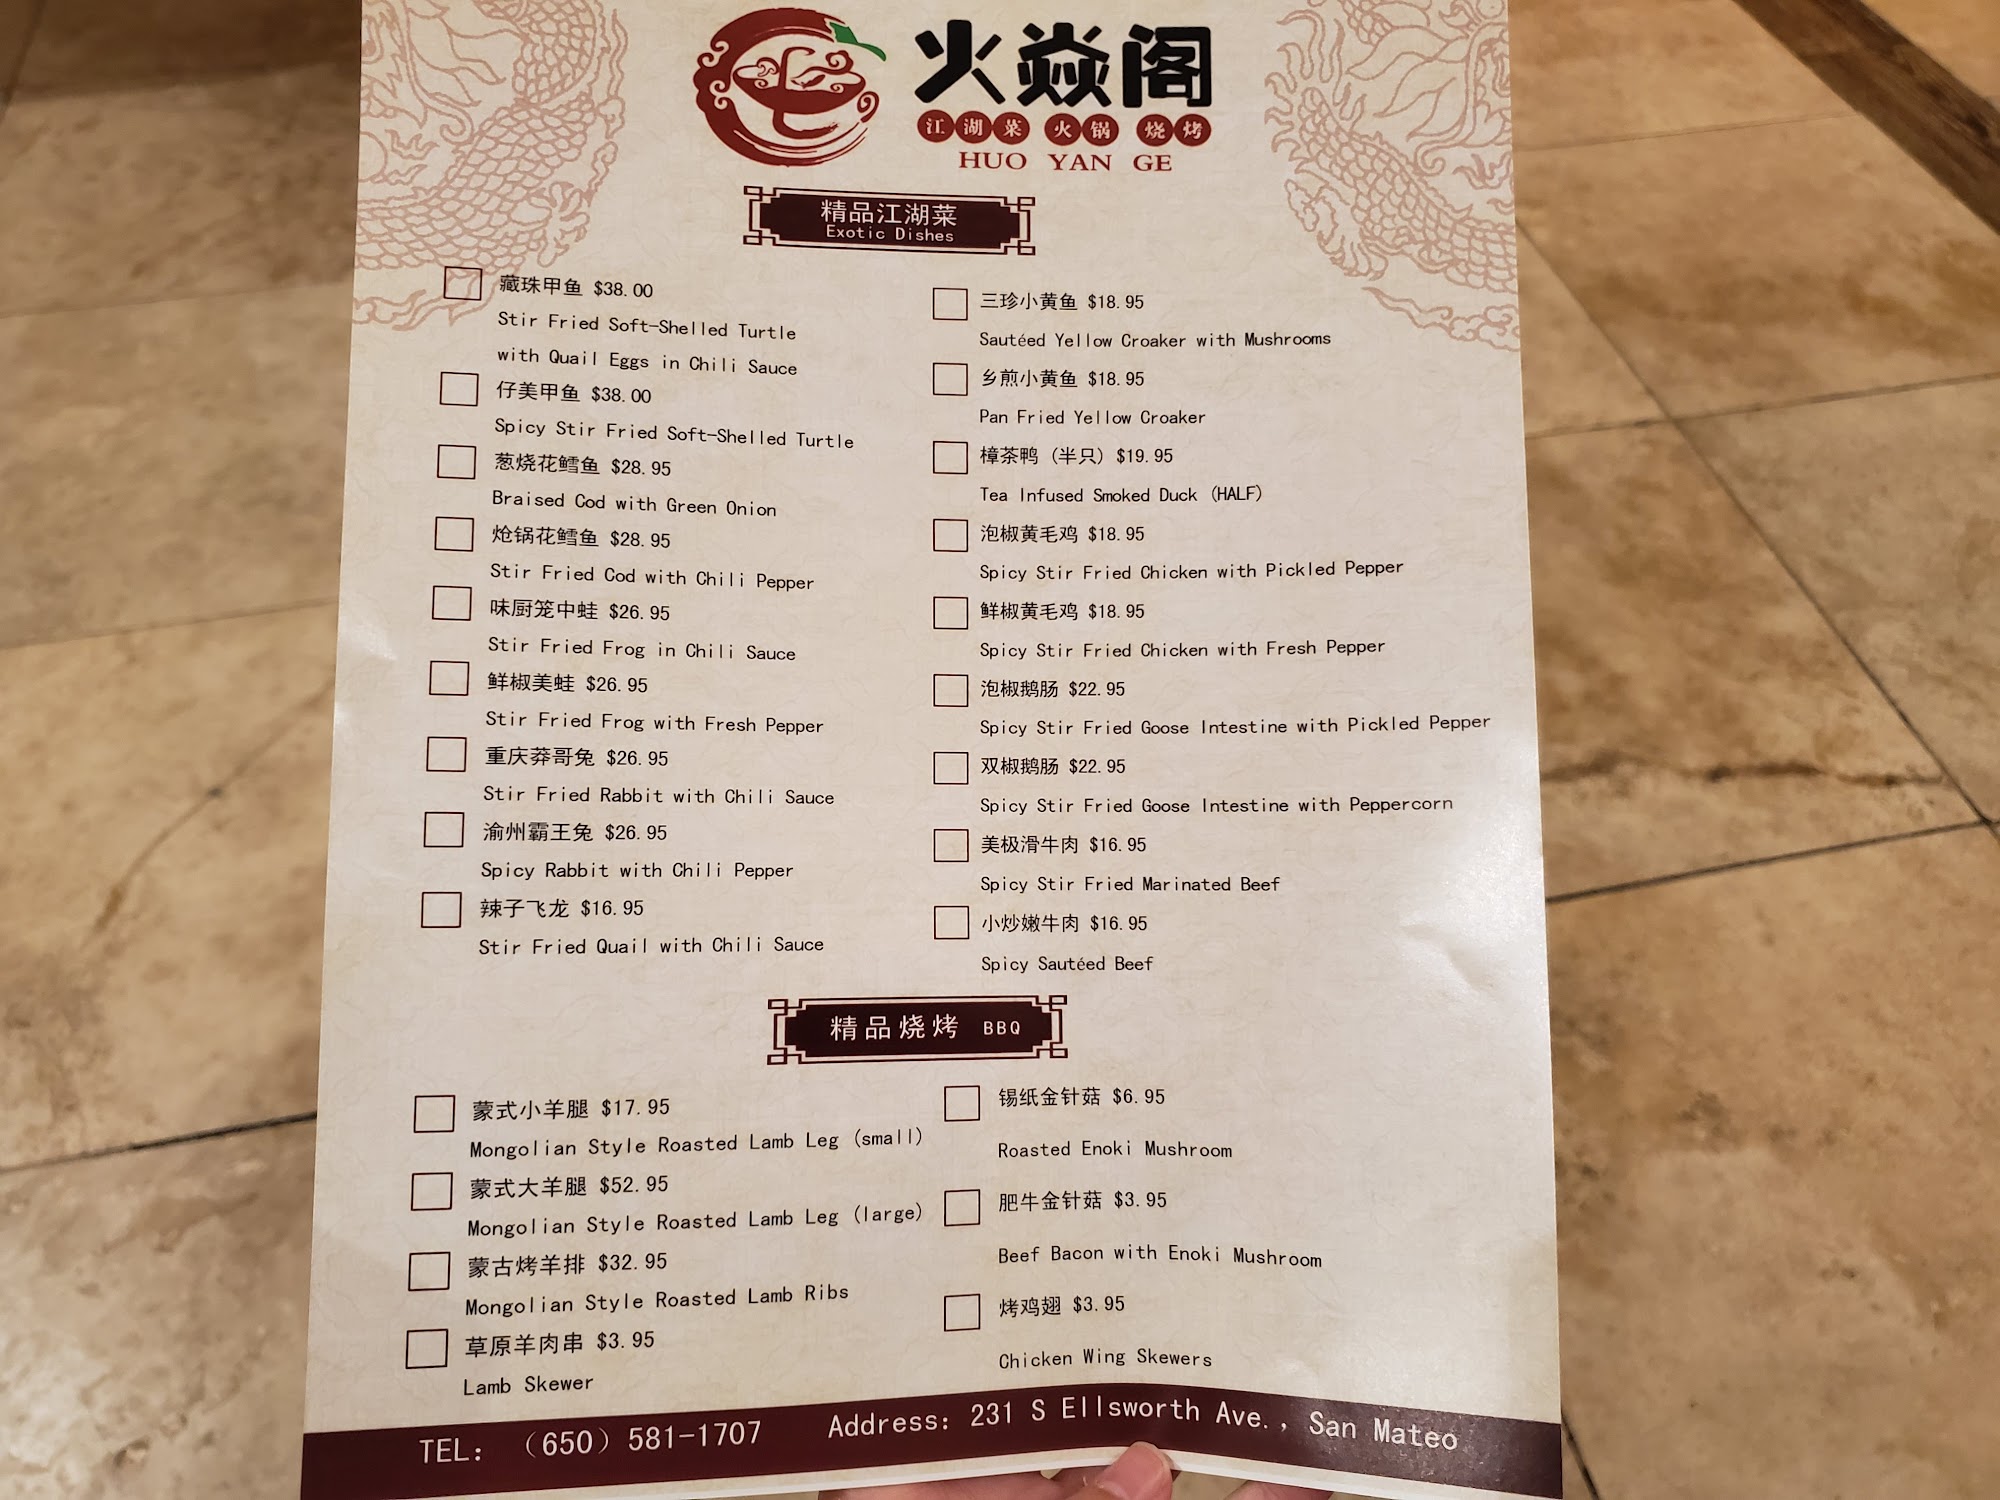 火焱阁
江湖菜 火锅 烧烤
HUO YAN GE
精品江湖菜
Exotic Dishes
藏珠甲鱼 $38.00
Stir Fried Soft-Shelled Turtle
with Quail Eggs in Chili Sauce
仔美甲鱼 $38.00
Spicy Stir Fried Soft-Shelled Turtle
葱烧花鳕鱼 $28.95
Braised Cod with Green Onion
炝锅花鳕鱼 $28.95
Stir Fried Cod with Chili Pepper
味厨笼中蛙 $26.95
Stir Fried Frog in Chili Sauce
鲜椒美蛙 $26.95
Stir Fried Frog with Fresh Pepper
重庆莽哥兔 $26.95
Stir Fried Rabbit with Chili Sauce
渝州霸王兔 $26.95
Spicy Rabbit with Chili Pepper
辣子飞龙 $16.95
Stir Fried Quail with Chili Sauce
三珍小黄鱼 $18.95
Sautéed Yellow Croaker with Mushrooms
乡煎小黄鱼 $18.95
Pan Fried Yellow Croaker
樟茶鸭 (半只) $19.95
Tea Infused Smoked Duck (HALF)
泡椒黄毛鸡 $18.95
Spicy Stir Fried Chicken with Pickled Pepper
鲜椒黄毛鸡 $18.95
Spicy Stir Fried Chicken with Fresh Pepper
泡椒鹅肠 $22.95
Spicy Stir Fried Goose Intestine with Pickled Pepper
双椒鹅肠 $22.95
Spicy Stir Fried Goose Intestine with Peppercorn
美极滑牛肉 $16.95
Spicy Stir Fried Marinated Beef
小炒嫩牛肉 $16.95
Spicy Sautéed Beef
精品烧烤 BBQ
蒙式小羊腿 $17.95
Mongolian Style Roasted Lamb Leg (small)
蒙式大羊腿 $52.95
Mongolian Style Roasted Lamb Leg (large)
蒙古烤羊排 $32.95
Mongolian Style Roasted Lamb Ribs
草原羊肉串 $3.95
Lamb Skewer
锡纸金针菇 $6.95
Roasted Enoki Mushroom
肥牛金针菇 $3.95
Beef Bacon with Enoki Mushroom
烤鸡翅 $3.95
Chicken Wing Skewers
TEL: (650) 581-1707 Address: 231 S Ellsworth Ave., San Mateo